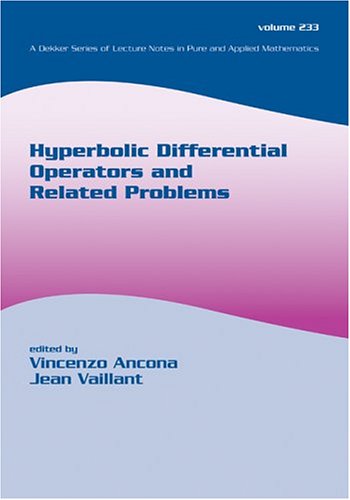 volume 233
A Dekker Series of Lecture Notes in Pure and Applied Mathematics
Hyperbolic Differential
Operators and
Related Problems
edited by
Vincenzo Ancona
Jean Vaillant